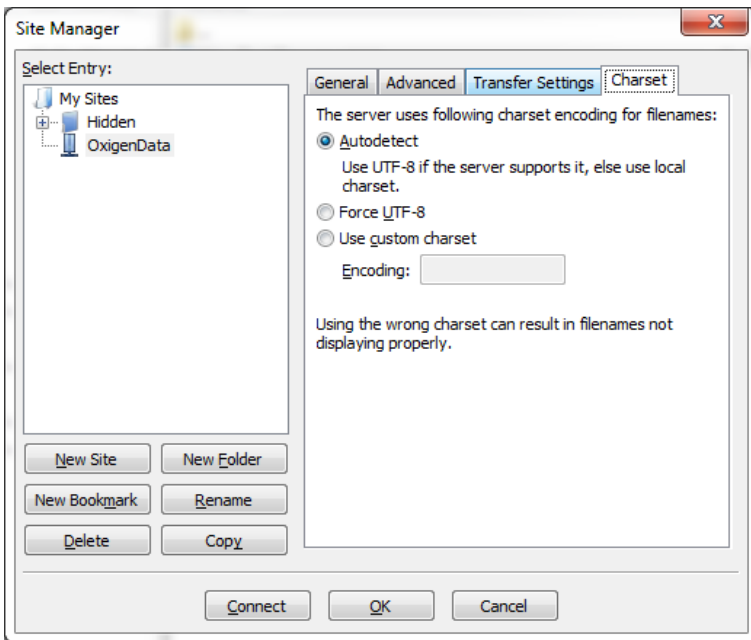 Site Manager
Select Entry:
My Sites
Hidden
OxigenData
New Site
New Folder
New Bookmark
Rename
Delete
Copy
General
Advanced
Transfer Settings
Charset
The server uses following charset encoding for filenames:
Autodetect
Use UTF-8 if the server supports it, else use local
charset.
Force UTF-8
Use custom charset
Encoding:
Using the wrong charset can result in filenames not
displaying properly.
Connect
OK
Cancel